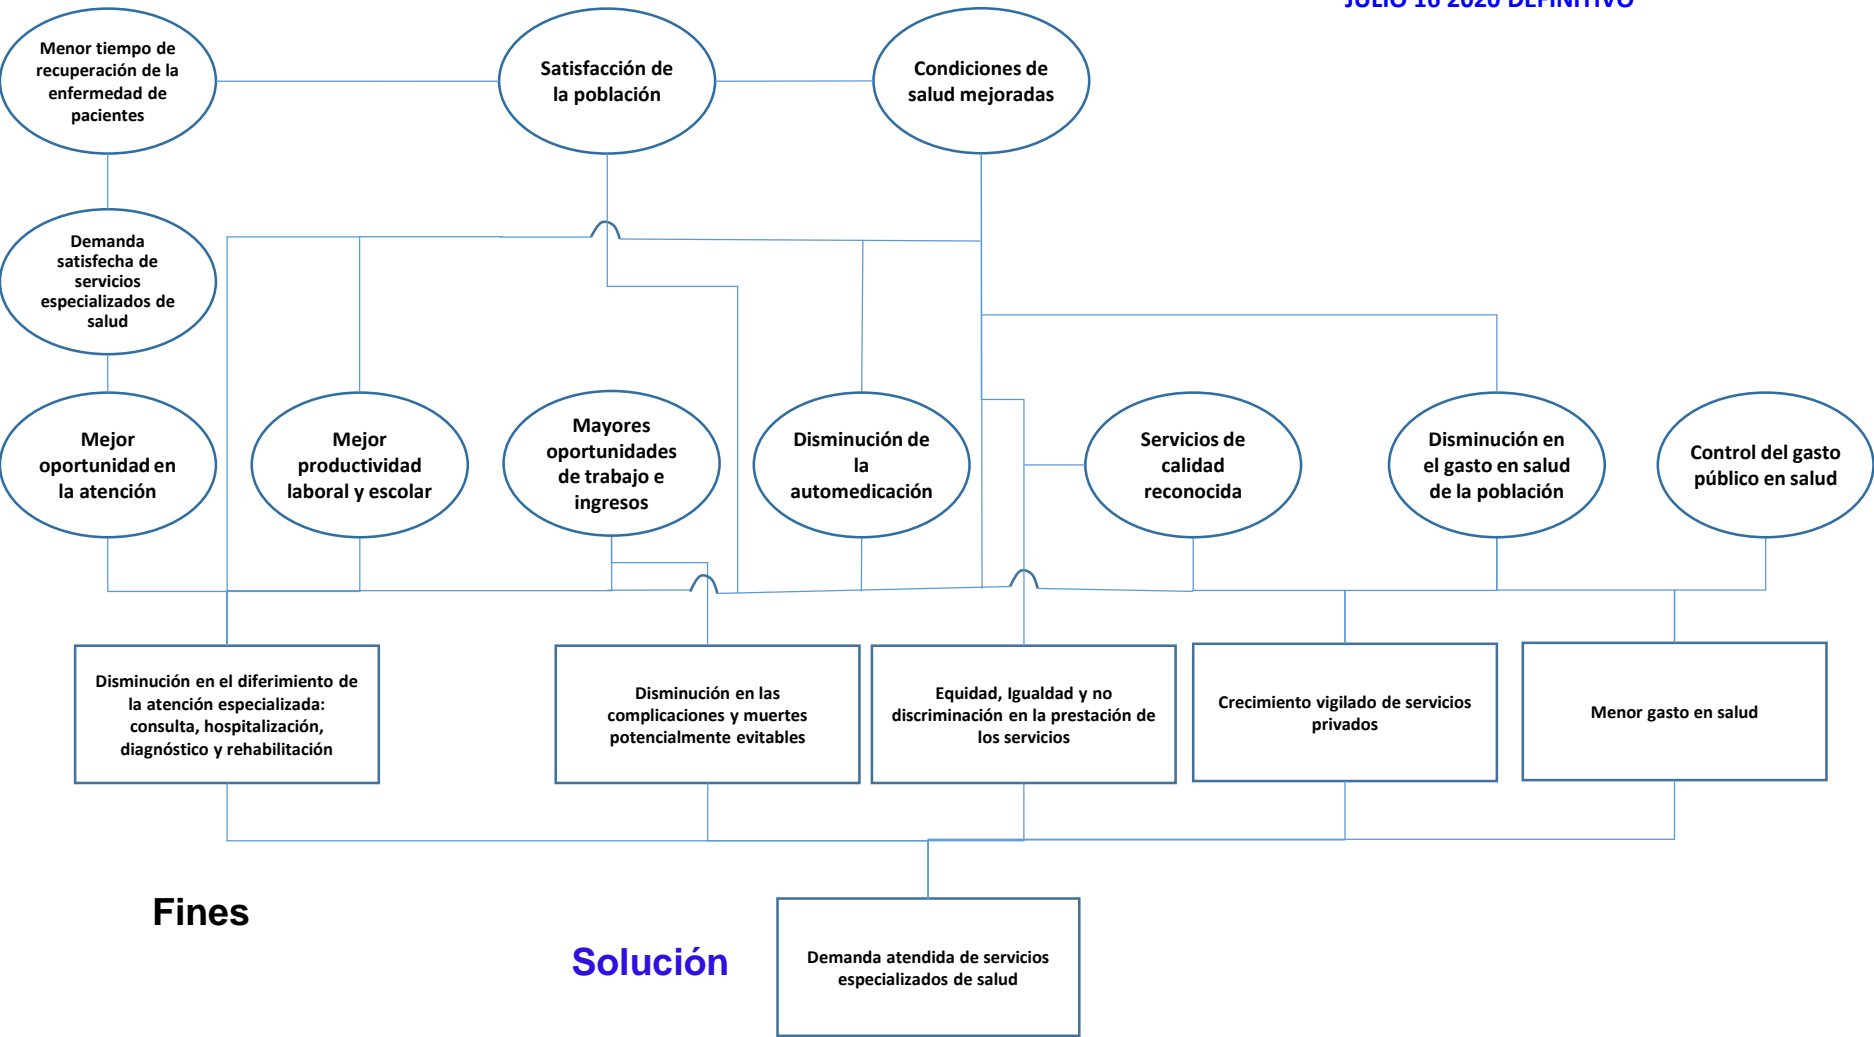 JULIO 16 2020 DEFINITIVO
Menor tiempo de
recuperación de la
enfermedad de
pacientes
Satisfacción de
la población
Condiciones de
salud mejoradas
Demanda
satisfecha de
servicios
especializados de
salud
Mejor
oportunidad en
la atención
Mejor
productividad
laboral y escolar
Mayores
oportunidades
de trabajo e
ingresos
Disminución de
la
automedicación
Servicios de
calidad
reconocida
Disminución en
el gasto en salud
de la población
Control del gasto
público en salud
Disminución en el diferimiento de
la atención especializada:
consulta, hospitalización,
diagnóstico y rehabilitación
Disminución en las
complicaciones y muertes
potencialmente evitables
Equidad, Igualdad y no
discriminación en la prestación de
los servicios
Crecimiento vigilado de servicios
privados
Menor gasto en salud
Fines
Solución
Demanda atendida de servicios
especializados de salud